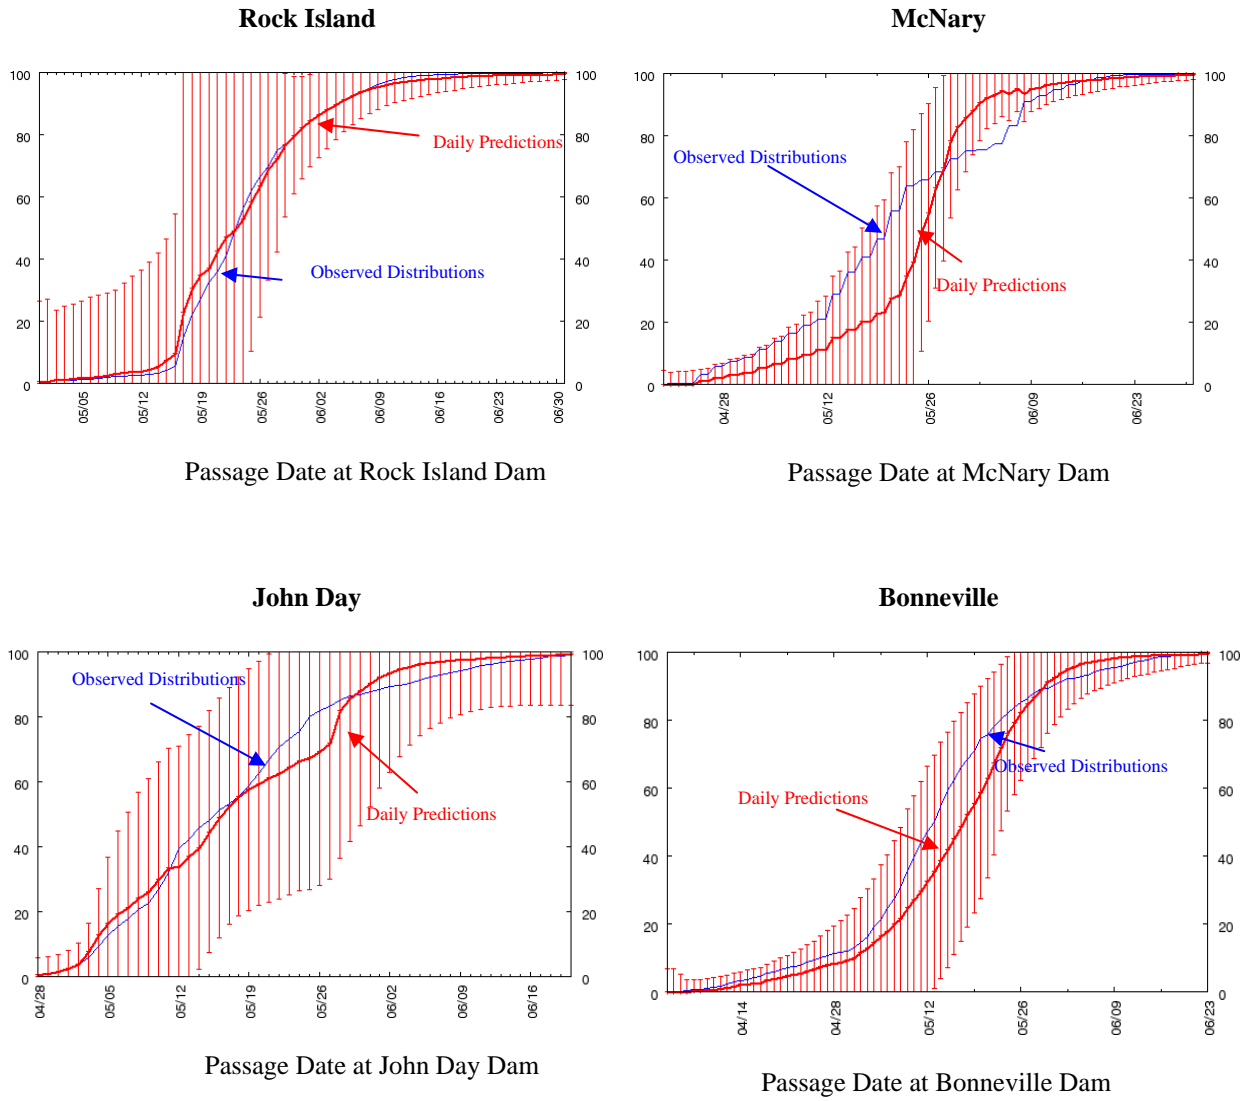 Rock Island
McNary
100 100
80 80
60 60
40 40
20 20
0 0
Daily Predictions
Observed Distributions
05/05 05/12 05/19 05/26 06/02 06/09 06/16 06/23 06/30
Passage Date at Rock Island Dam
100 100
80 80
60 60
40 40
20 20
0 0
Observed Distributions
Daily Predictions
04/28 05/12 05/26 06/09 06/23
Passage Date at McNary Dam
John Day
Bonneville
100 100
80 80
60 60
40 40
20 20
0 0
Observed Distributions
Daily Predictions
04/28 05/05 05/12 05/19 05/26 06/02 06/09 06/16
Passage Date at John Day Dam
100 100
80 80
60 60
40 40
20 20
0 0
Observed Distributions
Daily Predictions
04/14 04/28 05/12 05/26 06/09 06/23
Passage Date at Bonneville Dam